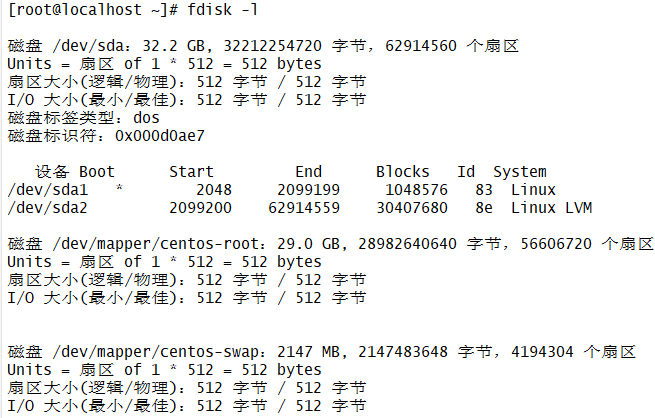 [root@localhost ~]# fdisk -l
磁盘 /dev/sda：32.2 GB, 32212254720 字节，62914560 个扇区
Units = 扇区 of 1 * 512 = 512 bytes
扇区大小(逻辑/物理)：512 字节 / 512 字节
I/O 大小(最小/最佳)：512 字节 / 512 字节
磁盘标签类型：dos
磁盘标识符：0x000d0ae7
设备 Boot Start End Blocks Id System
/dev/sda1 * 2048 2099199 1048576 83 Linux
/dev/sda2 2099200 62914559 30407680 8e Linux LVM
磁盘 /dev/mapper/centos-root：29.0 GB, 28982640640 字节，56606720 个扇区
Units = 扇区 of 1 * 512 = 512 bytes
扇区大小(逻辑/物理)：512 字节 / 512 字节
I/O 大小(最小/最佳)：512 字节 / 512 字节
磁盘 /dev/mapper/centos-swap：2147 MB, 2147483648 字节，4194304 个扇区
Units = 扇区 of 1 * 512 = 512 bytes
扇区大小(逻辑/物理)：512 字节 / 512 字节
I/O 大小(最小/最佳)：512 字节 / 512 字节